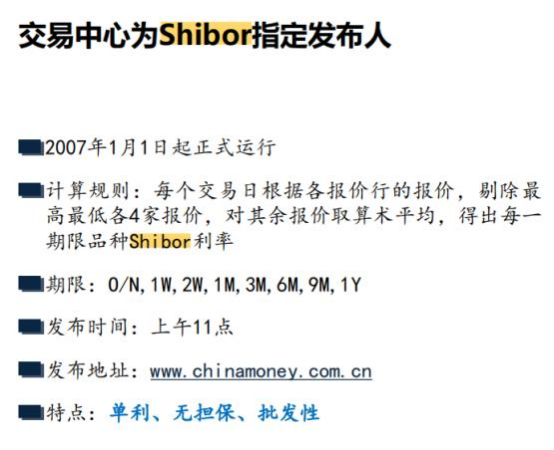 交易中心为Shibor指定发布人
2007年1月1日起正式运行
计算规则：每个交易日根据各报价行的报价，剔除最
高最低各4家报价，对其余报价取算术平均，得出每一
期限品种Shibor利率
期限：O/N,1W,2W,1M,3M,6M,9M,1Y
发布时间：上午11点
发布地址：www.chinamoney.com.cn
特点：单利、无担保、批发性